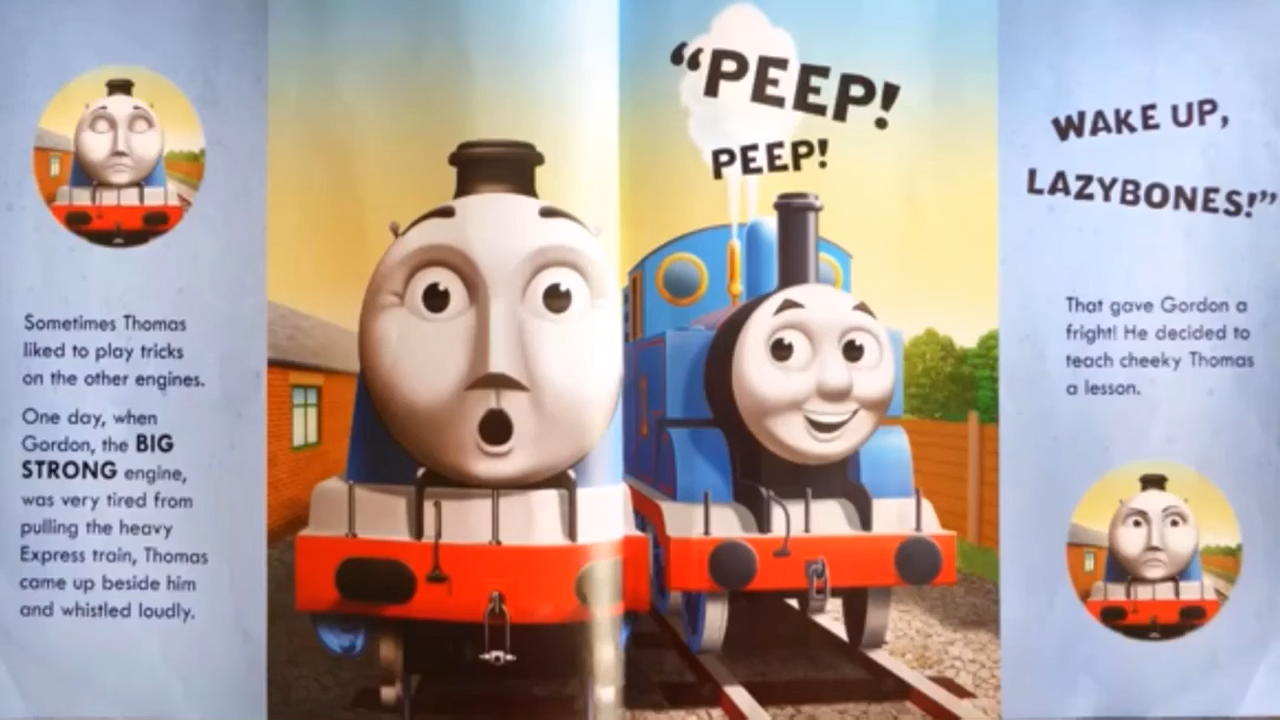 Sometimes Thomas
liked to play tricks
on the other engines.
One day, when
Gordon, the BIG
STRONG engine,
was very tired from
pulling the heavy
Express train, Thomas
came up beside him
and whistled loudly.
“PEEP!
PEEP!
WAKE UP,
LAZYBONES!”
That gave Gordon a
fright! He decided to
teach cheeky Thomas
a lesson.